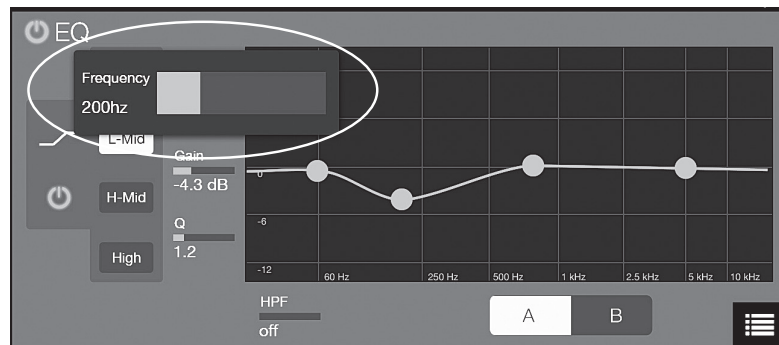 EQ
Frequency
200hz
L-Mid
Gain
-4.3 dB
H-Mid
Q
1.2
High
0
-6
-12
60 Hz
250 Hz
500 Hz
1 kHz
2.5 kHz
5 kHz
10 kHz
HPF
off
A
B